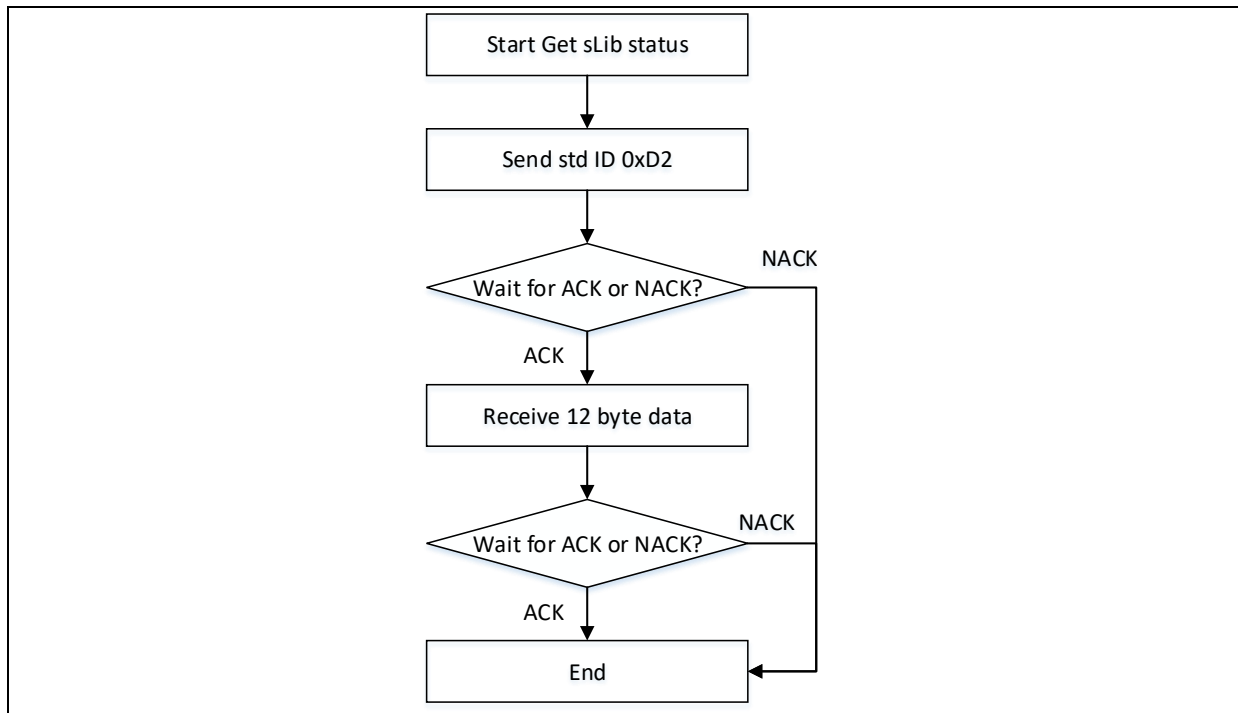 Start Get sLib status
Send std ID 0xD2
NACK
Wait for ACK or NACK?
ACK
Receive 12 byte data
NACK
Wait for ACK or NACK?
ACK
End